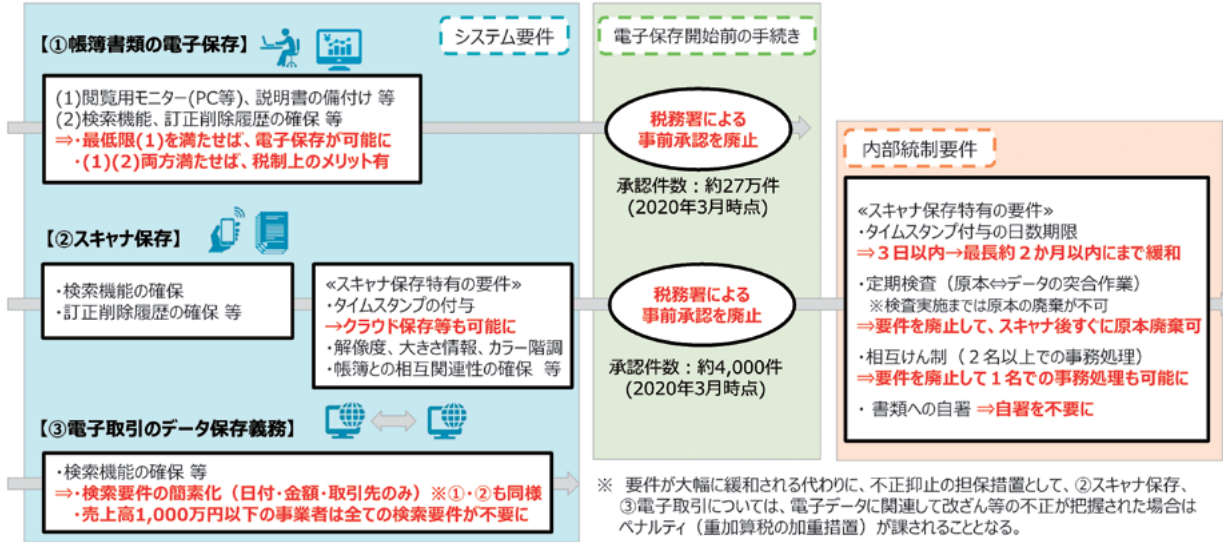 【①帳簿書類の電子保存】
システム要件
(1)閲覧用モニター(PC等)、説明書の備付け 等
(2)検索機能、訂正削除履歴の確保 等
⇒・最低限(1)を満たせば、電子保存が可能に
・(1)(2)両方満たせば、税制上のメリット有
【②スキャナ保存】
・検索機能の確保
・訂正削除履歴の確保 等
≪スキャナ保存特有の要件≫
・タイムスタンプの付与
→クラウド保存等も可能に
・解像度、大きさ情報、カラー階調
・帳簿との相互関連性の確保 等
【③電子取引のデータ保存義務】
・検索機能の確保 等
⇒・検索要件の簡素化（日付・金額・取引先のみ）※①・②も同様
・売上高1,000万円以下の事業者は全ての検索要件が不要に
電子保存開始前の手続き
税務署による
事前承認を廃止
承認件数：約27万件
(2020年3月時点)
税務署による
事前承認を廃止
承認件数：約4,000件
(2020年3月時点)
内部統制要件
≪スキャナ保存特有の要件≫
・タイムスタンプ付与の日数期限
⇒３日以内→最長約２か月以内にまで緩和
・定期検査（原本⇔データの突合作業）
※検査実施までは原本の廃棄が不可
⇒要件を廃止して、スキャナ後すぐに原本廃棄可
・相互けん制（２名以上での事務処理）
⇒要件を廃止して１名での事務処理も可能に
・ 書類への自署 ⇒自署を不要に
※ 要件が大幅に緩和される代わりに、不正抑止の担保措置として、②スキャナ保存、
③電子取引については、電子データに関連して改ざん等の不正が把握された場合は
ペナルティ（重加算税の加重措置）が課されることとなる。